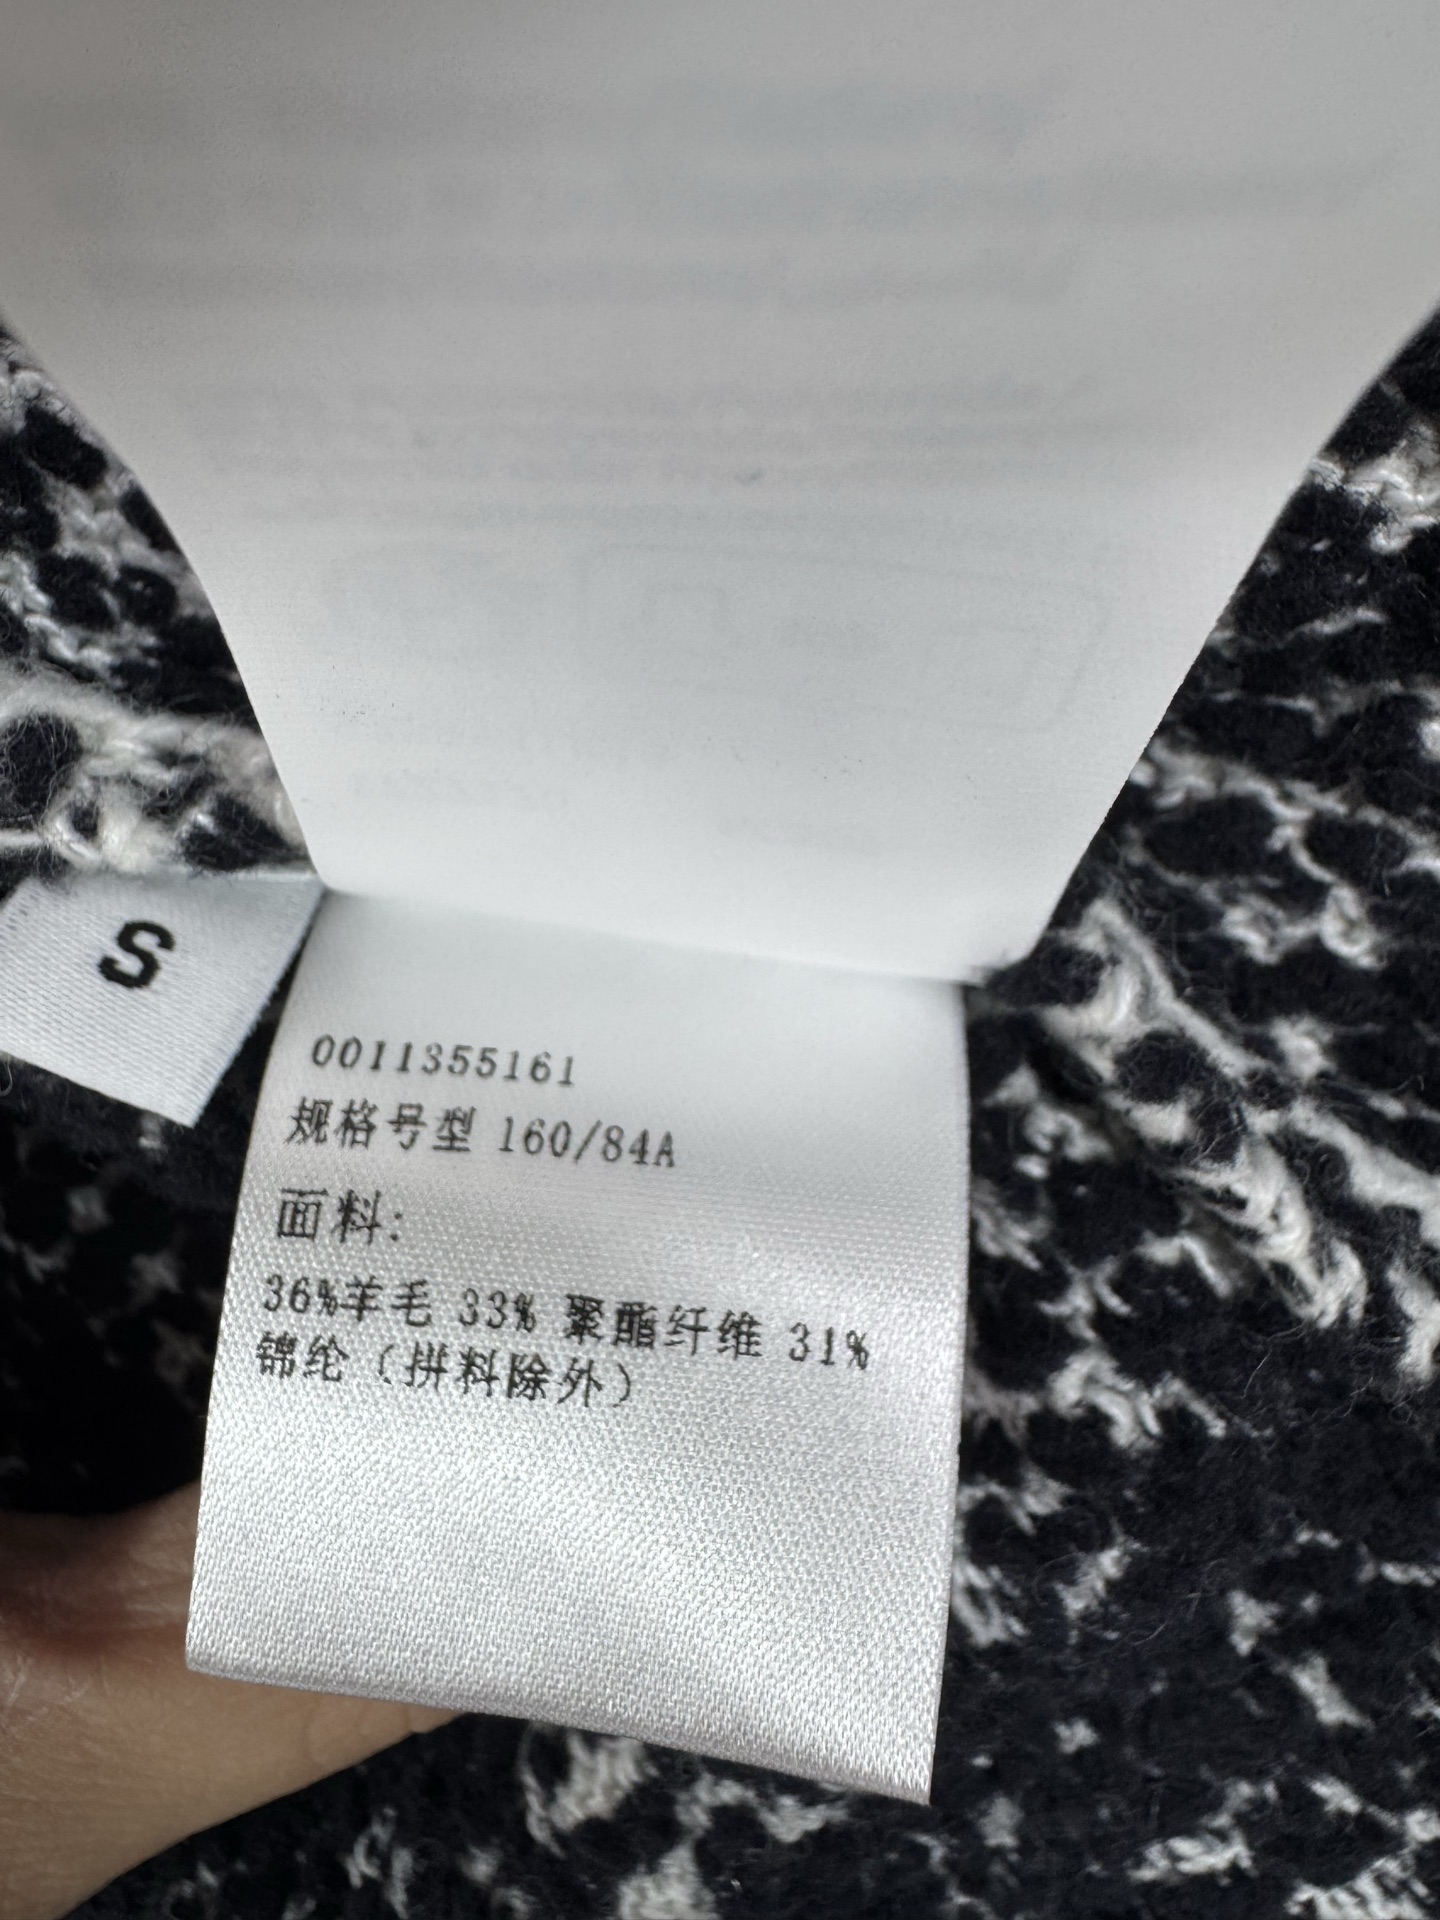 S
0011355161
规格号型 160/84A
面料:
36%羊毛 33% 聚酯纤维 31%
锦纶（拼料除外）